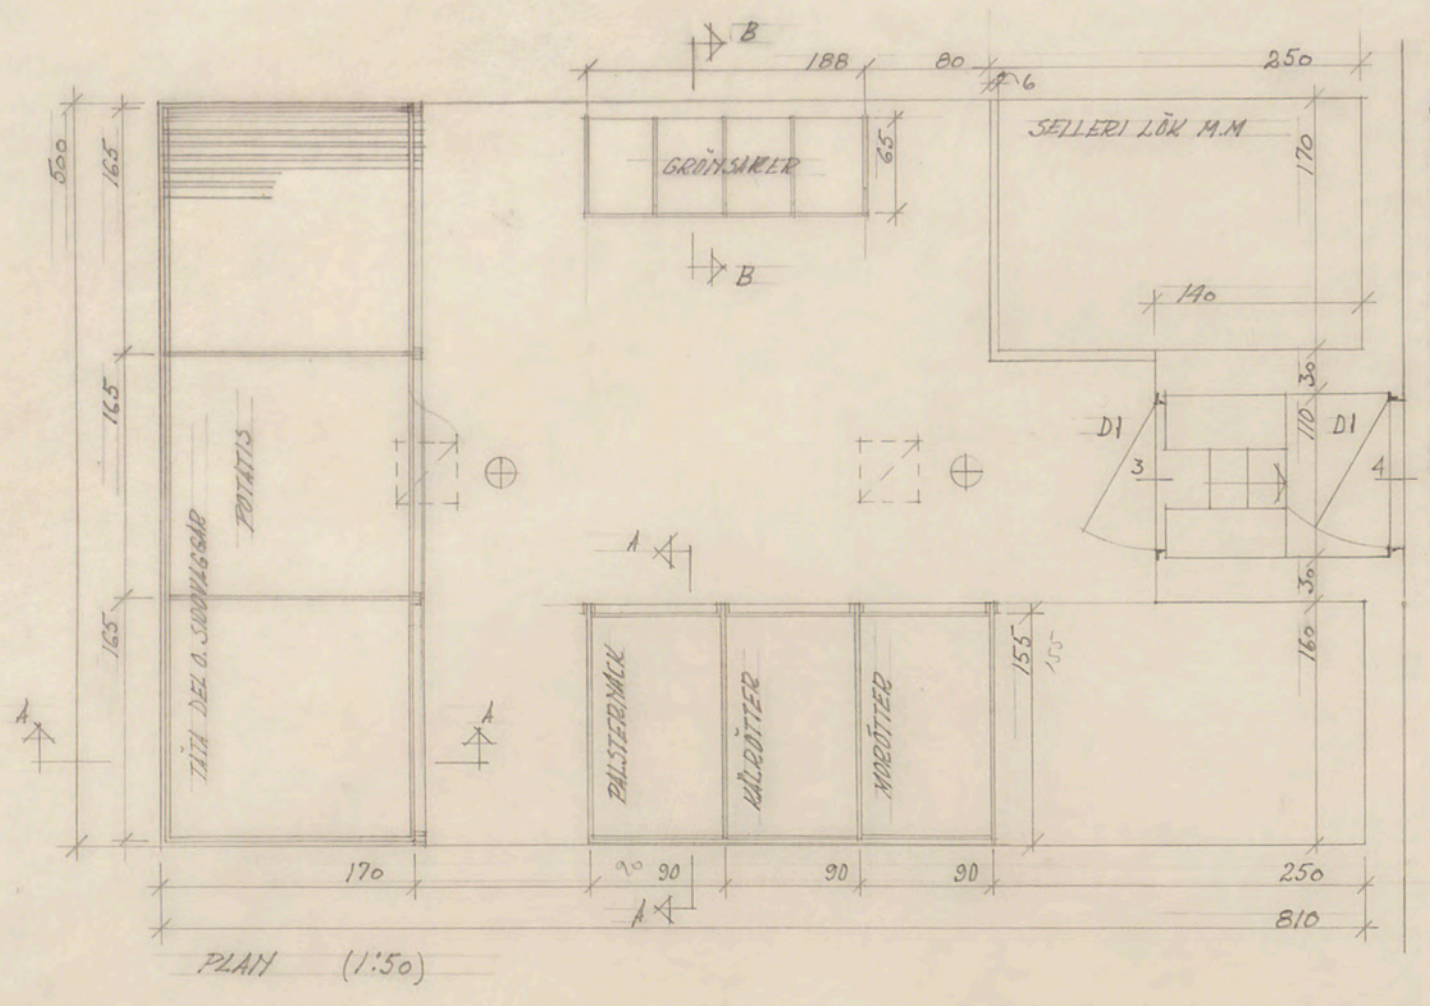 B
188
80
250
6
500
165
GRÖNSAKER
65
SELLERI LÖK M.M
170
B
140
165
POTATIS
30
D1
110
D1
3
4
TÄTA DEL O. SIDOVÄGGAR
A
30
165
PALSTERNACK
KÅLRÖTTER
MORÖTTER
155
155
160
A
A
170
90
90
90
90
250
A
810
PLAN (1:50)